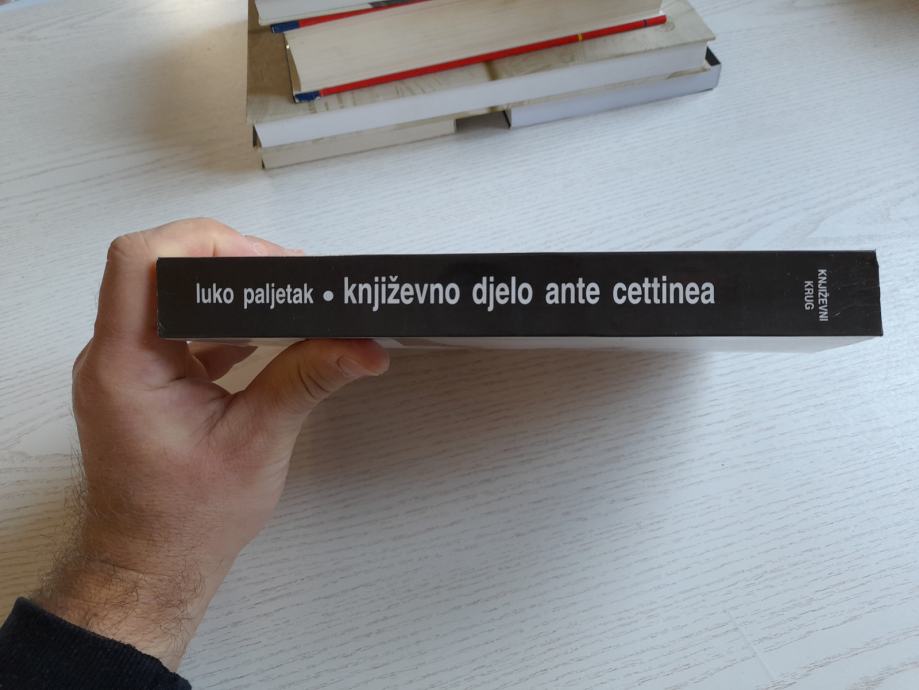 luko paljetak • književno djelo ante cettinea
KNJIŽEVNI
KRUG